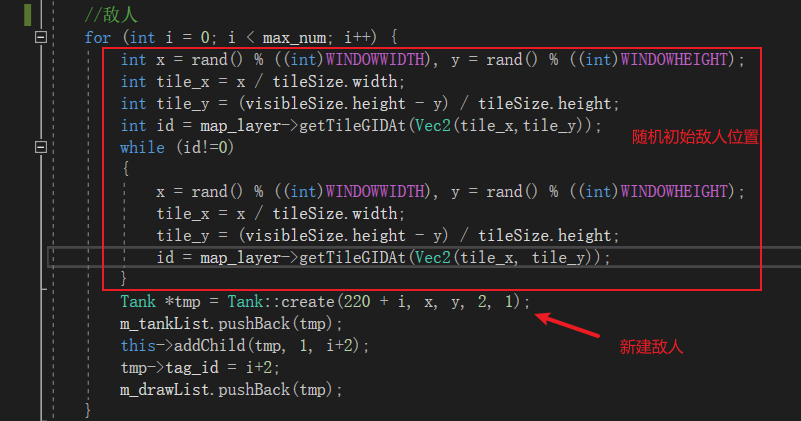 //敌人
for (int i = 0; i < max_num; i++) {
int x = rand() % ((int)WINDOWWIDTH), y = rand() % ((int)WINDOWHEIGHT);
int tile_x = x / tileSize.width;
int tile_y = (visibleSize.height - y) / tileSize.height;
int id = map_layer->getTileGIDAt(Vec2(tile_x,tile_y));
随机初始敌人位置
while (id!=0)
{
x = rand() % ((int)WINDOWWIDTH), y = rand() % ((int)WINDOWHEIGHT);
tile_x = x / tileSize.width;
tile_y = (visibleSize.height - y) / tileSize.height;
id = map_layer->getTileGIDAt(Vec2(tile_x, tile_y));
}
Tank *tmp = Tank::create(220 + i, x, y, 2, 1);
m_tankList.pushBack(tmp);
this->addChild(tmp, 1, i+2);
新建敌人
tmp->tag_id = i+2;
m_drawList.pushBack(tmp);
}